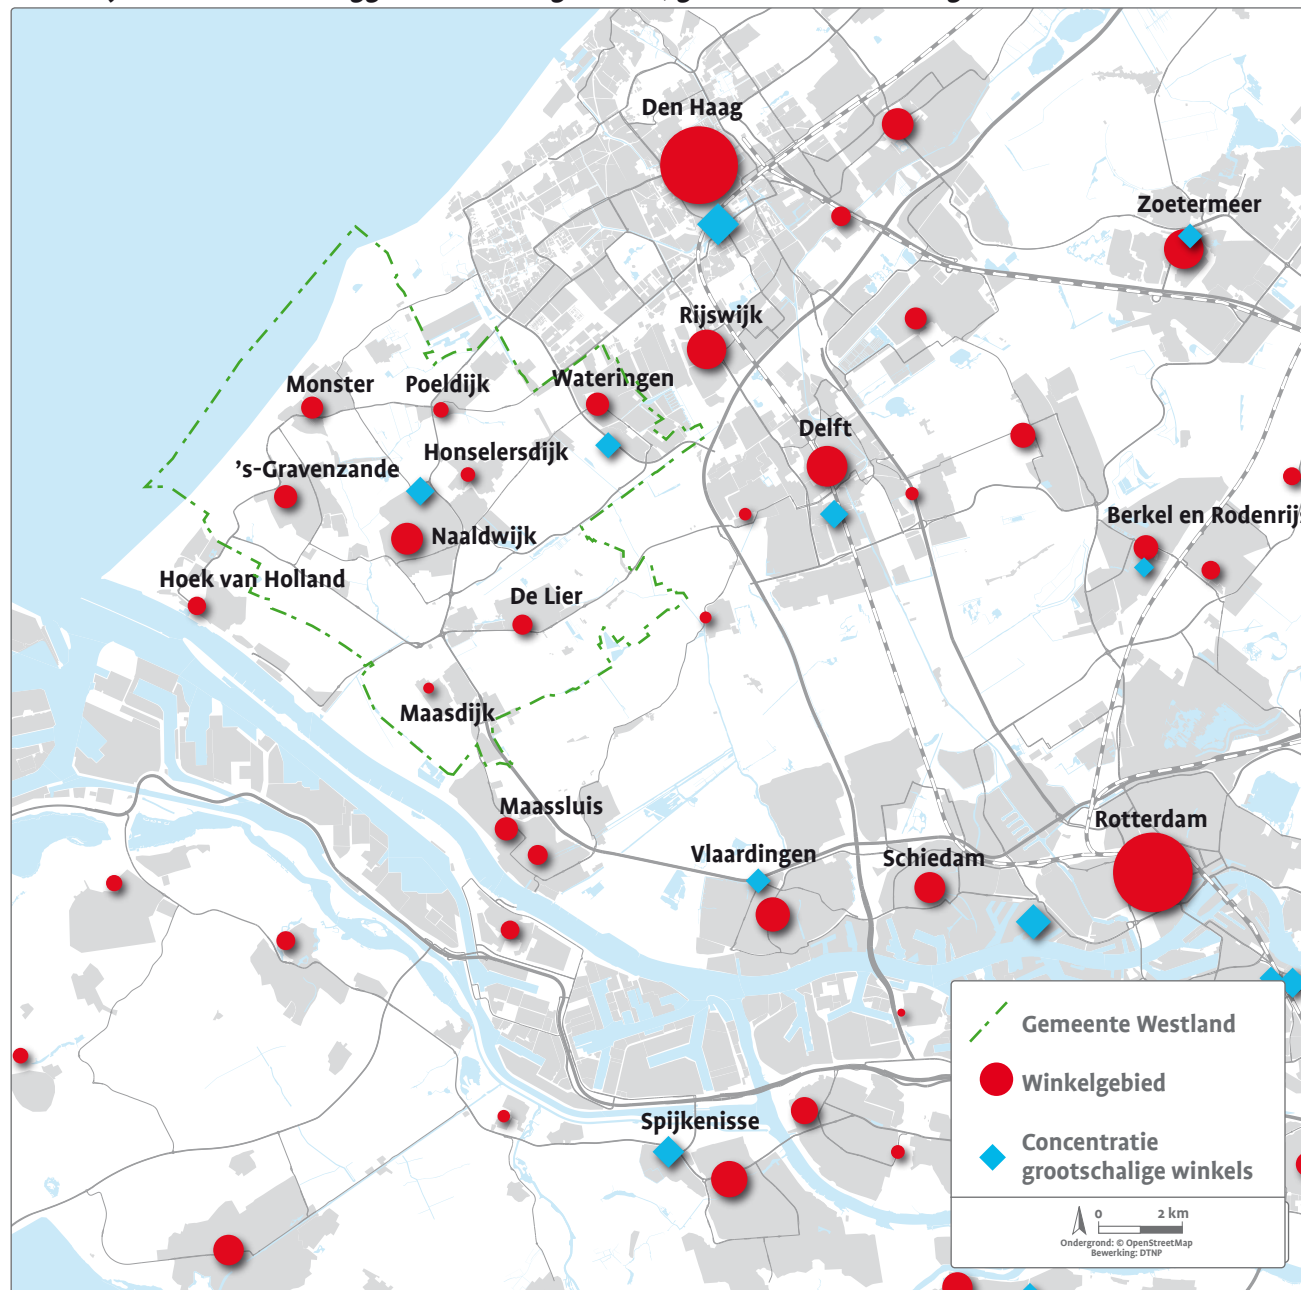 Den Haag
Zoetermeer
Rijswijk
Monster
Poeldijk
Wateringen
Delft
Honselersdijk
's-Gravenzande
Berkel en Rodenrijs
Naaldwijk
Hoek van Holland
De Lier
Maasdijk
Maassluis
Rotterdam
Vlaardingen
Schiedam
Spijkenisse
Gemeente Westland
Winkelgebied
Concentratie
grootschalige winkels
0 2 km
Ondergrond: © OpenStreetMap
Bewerking: DTNP